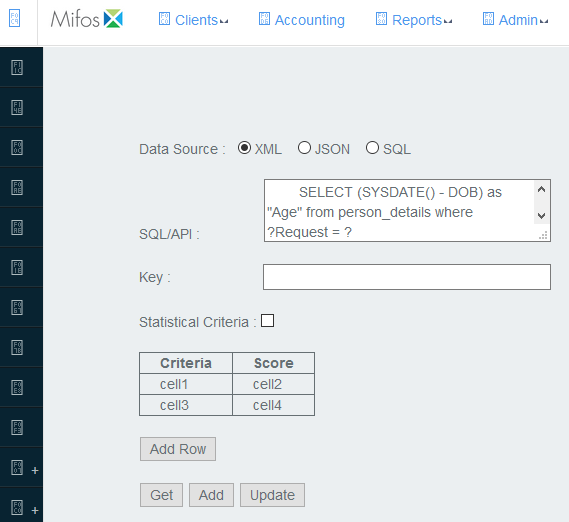 Mifos Clients Accounting Reports Admin
Data Source : XML JSON SQL
SELECT (SYSDATE() - DOB) as
"Age" from person_details where
SQL/API : ?Request = ?
Key :
Statistical Criteria :
Criteria Score
cell1 cell2
cell3 cell4
Add Row
+
Get Add Update
+